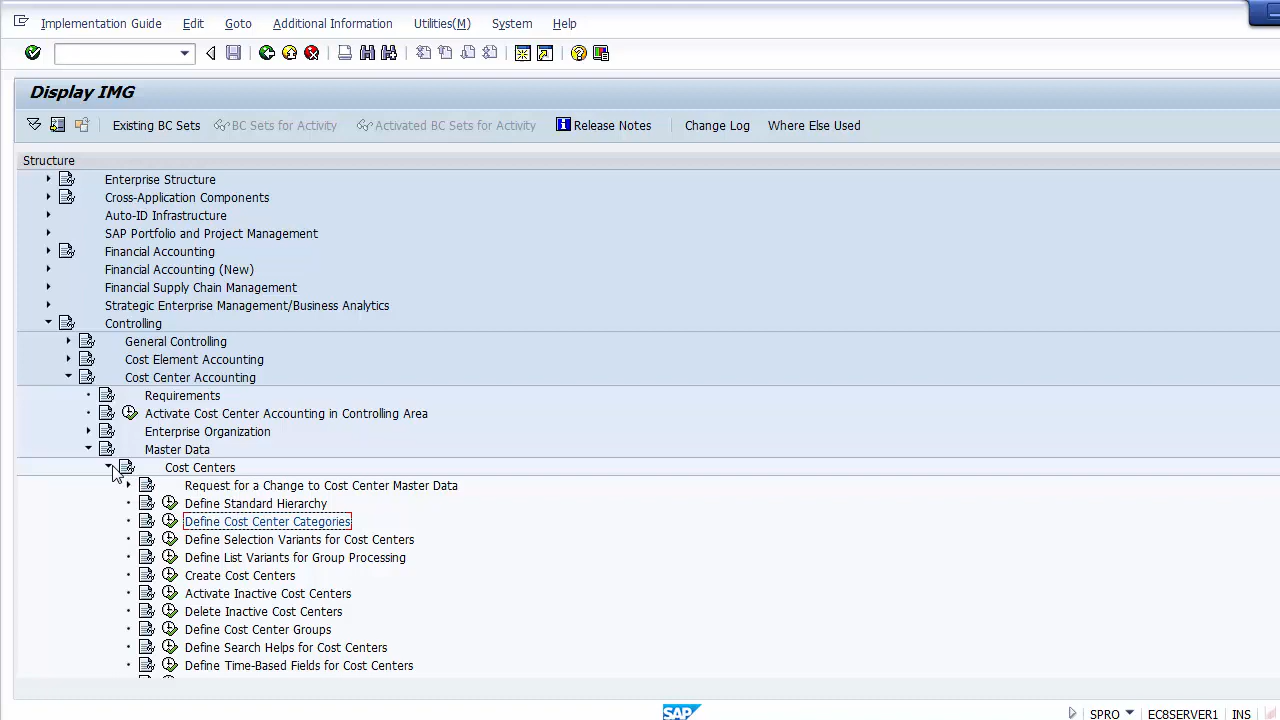 Implementation Guide Edit Goto Additional Information Utilities(M) System Help
Display IMG
Existing BC Sets BC Sets for Activity Activated BC Sets for Activity Release Notes Change Log Where Else Used
Structure
Enterprise Structure
Cross-Application Components
Auto-ID Infrastructure
SAP Portfolio and Project Management
Financial Accounting
Financial Accounting (New)
Financial Supply Chain Management
Strategic Enterprise Management/Business Analytics
Controlling
General Controlling
Cost Element Accounting
Cost Center Accounting
Requirements
Activate Cost Center Accounting in Controlling Area
Enterprise Organization
Master Data
Cost Centers
Request for a Change to Cost Center Master Data
Define Standard Hierarchy
Define Cost Center Categories
Define Selection Variants for Cost Centers
Define List Variants for Group Processing
Create Cost Centers
Activate Inactive Cost Centers
Delete Inactive Cost Centers
Define Cost Center Groups
Define Search Helps for Cost Centers
Define Time-Based Fields for Cost Centers
SAP SPRO EC8SERVER1 INS